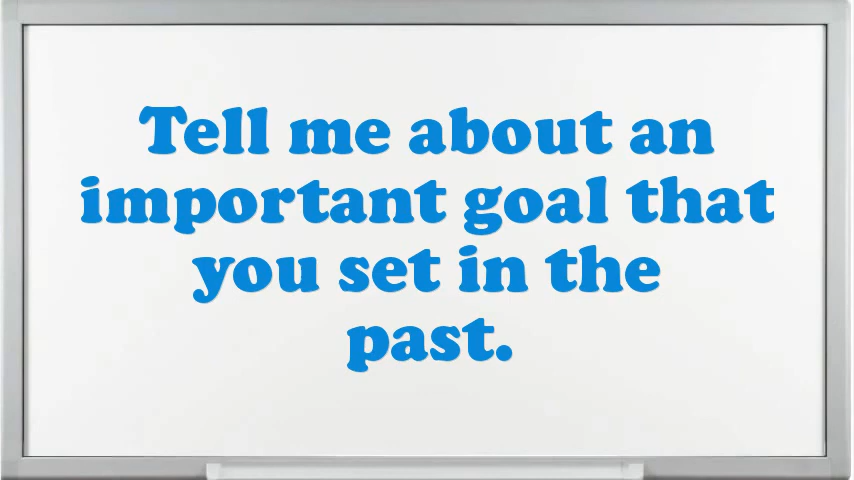 Tell me about an
important goal that
you set in the
past.